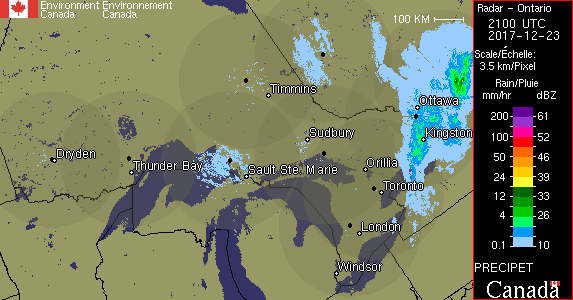 Environment Environnement
Canada Canada
100 KM
Timmins
Ottawa
Sudbury
Kingston
Dryden
Thunder Bay
Sault Ste. Marie
Orillia
Toronto
London
Windsor
Radar - Ontario
2100 UTC
2017-12-23
Scale/Échelle:
3.5 km/Pixel
Rain/Pluie
mm/hr dBZ
200 61
100 52
50 46
24 39
12 33
4 26
1 20
0.1 10
PRECIPET
Canada